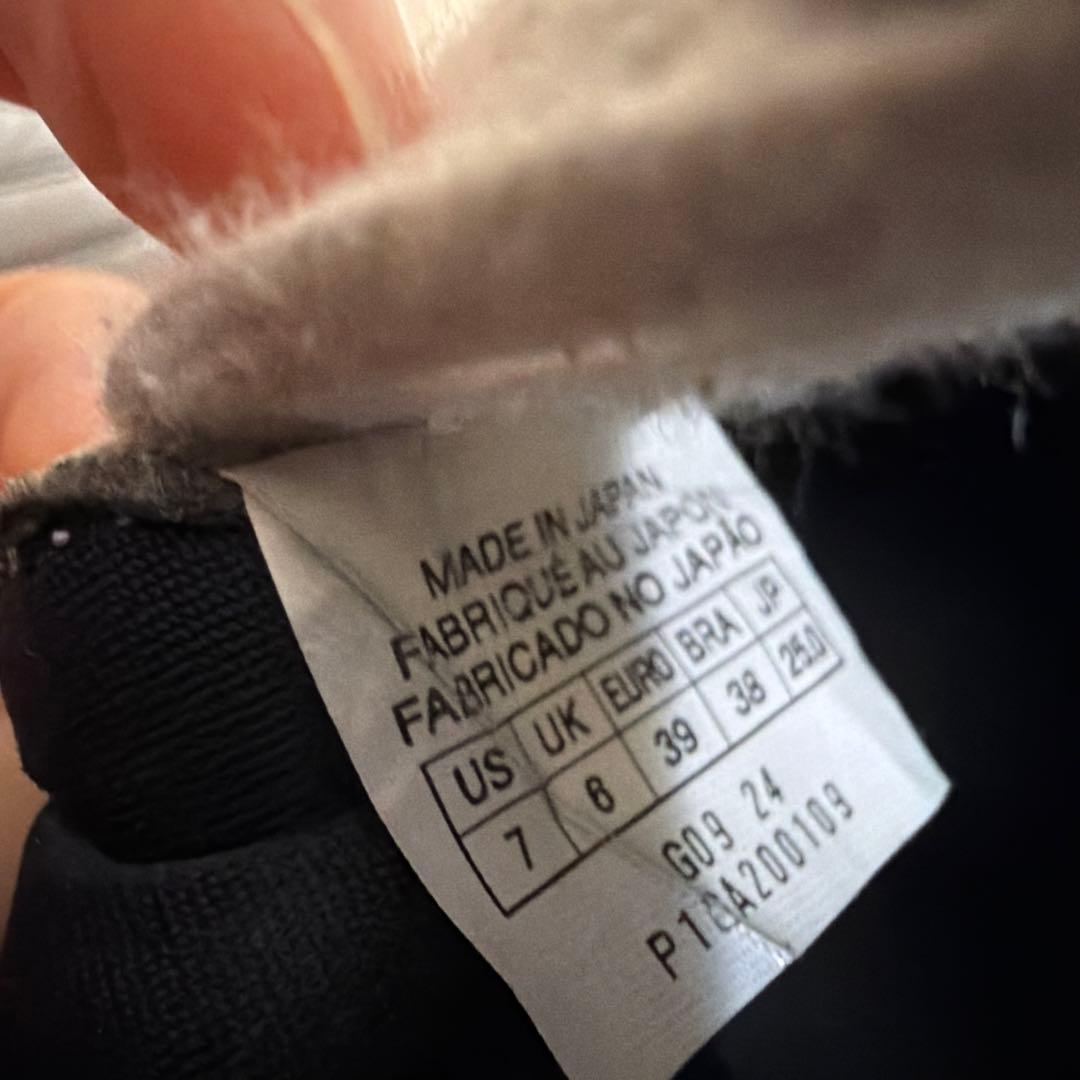 MADE IN JAPAN
FABRIQUÉ AU JAPON
FABRICADO NO JAPÃO
US UK EURO BRA JP
7 6 39 38 25.0
G09 24